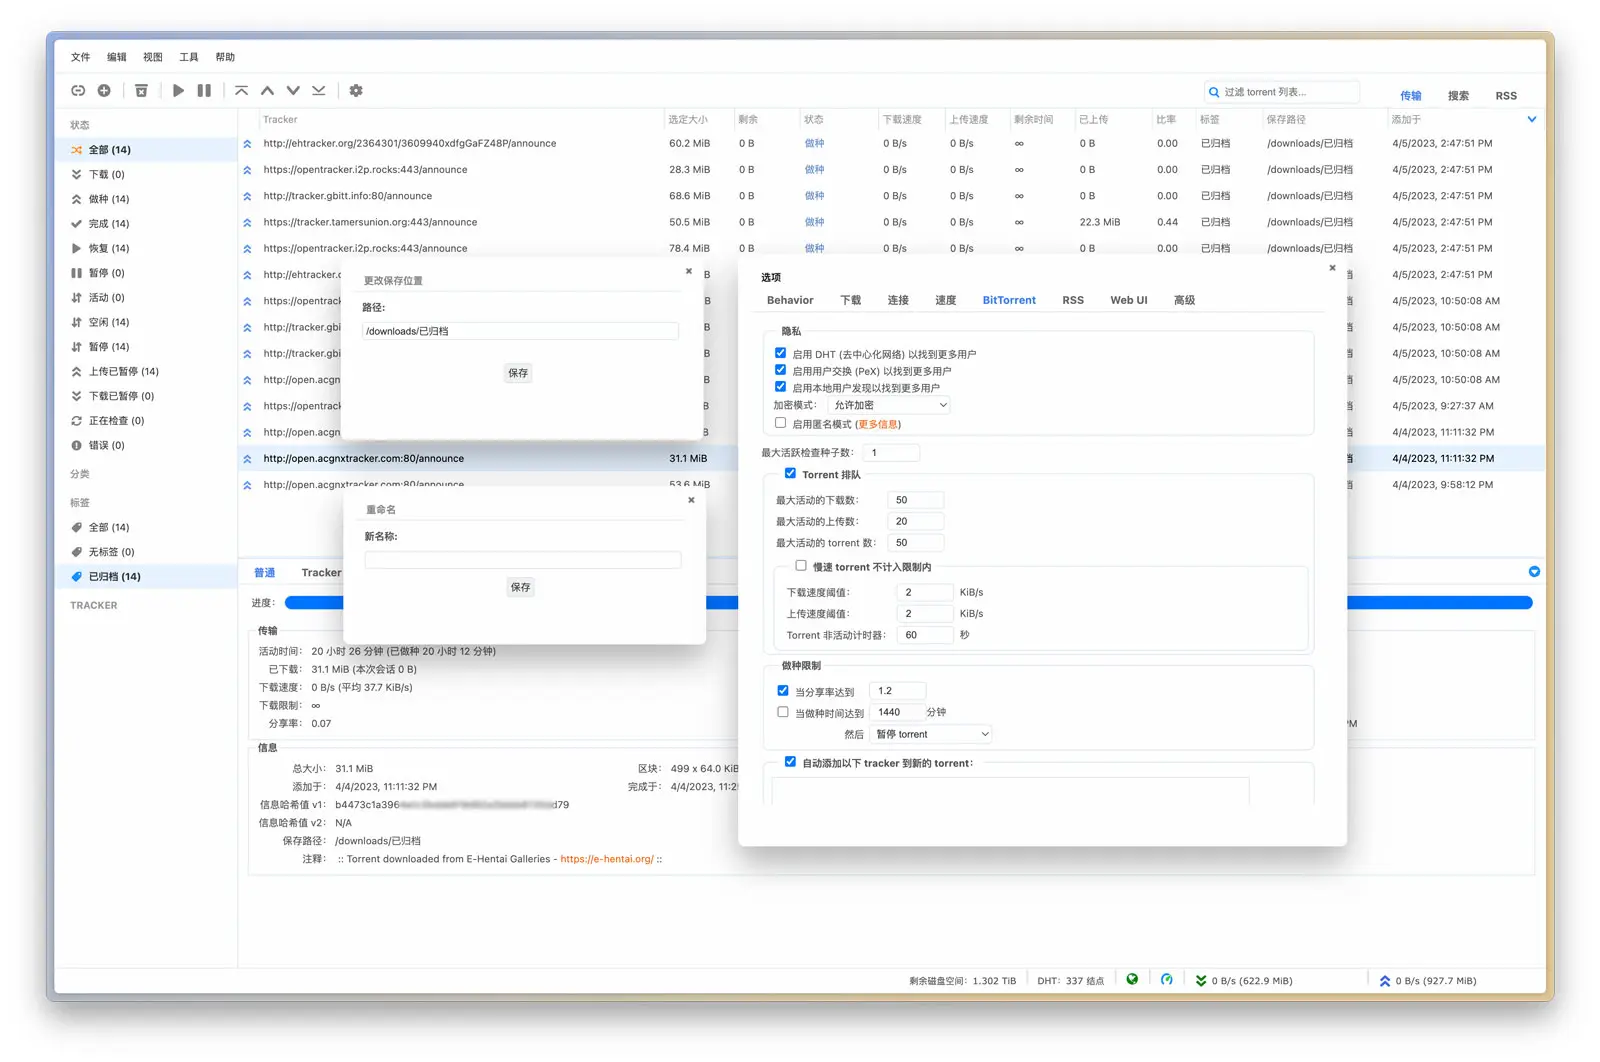 文件 编辑 视图 工具 帮助
过滤 torrent 列表...
传输 搜索 RSS
状态
全部 (14)
下载 (0)
做种 (14)
完成 (14)
恢复 (14)
暂停 (0)
活动 (0)
空闲 (14)
暂停 (14)
上传已暂停 (14)
下载已暂停 (0)
正在检查 (0)
错误 (0)
分类
标签
全部 (14)
无标签 (0)
已归档 (14)
TRACKER
Tracker 选定大小 剩余 状态 下载速度 上传速度 剩余时间 已上传 比率 标签 保存路径 添加于
http://ehtracker.org/2364301/3609940xdfgGaFZ48P/announce 60.2 MiB 0 B 做种 0 B/s 0 B/s ∞ 0 B 0.00 已归档 /downloads/已归档 4/5/2023, 2:47:51 PM
https://opentracker.i2p.rocks:443/announce 28.3 MiB 0 B 做种 0 B/s 0 B/s ∞ 0 B 0.00 已归档 /downloads/已归档 4/5/2023, 2:47:51 PM
http://tracker.gbitt.info:80/announce 68.6 MiB 0 B 做种 0 B/s 0 B/s ∞ 0 B 0.00 已归档 /downloads/已归档 4/5/2023, 2:47:51 PM
https://tracker.tamersunion.org:443/announce 50.5 MiB 0 B 做种 0 B/s 0 B/s ∞ 22.3 MiB 0.44 已归档 /downloads/已归档 4/5/2023, 2:47:51 PM
https://opentracker.i2p.rocks:443/announce 78.4 MiB 0 B 做种 0 B/s 0 B/s ∞ 0 B 0.00 已归档 /downloads/已归档 4/5/2023, 2:47:51 PM
http://ehtracker.c 4/5/2023, 2:47:51 PM
https://opentrack 4/5/2023, 10:50:08 AM
http://tracker.gbi 4/5/2023, 10:50:08 AM
http://tracker.gbi 4/5/2023, 10:50:08 AM
http://open.acgn 4/5/2023, 10:50:08 AM
https://opentrack 4/5/2023, 9:27:37 AM
http://open.acgn 4/4/2023, 11:11:32 PM
http://open.acgnxtracker.com:80/announce 31.1 MiB 4/4/2023, 11:11:32 PM
http://open.acgnxtracker.com:80/announce 53.6 MiB 4/4/2023, 9:58:12 PM
更改保存位置
路径:
/downloads/已归档
保存
重命名
新名称:
保存
选项
Behavior 下载 连接 速度 BitTorrent RSS Web UI 高级
隐私
启用 DHT (去中心化网络) 以找到更多用户
启用用户交换 (PeX) 以找到更多用户
启用本地用户发现以找到更多用户
加密模式: 允许加密
启用匿名模式 (更多信息)
最大活跃检查种子数: 1
Torrent 排队
最大活动的下载数: 50
最大活动的上传数: 20
最大活动的 torrent 数: 50
慢速 torrent 不计入限制内
下载速度阈值: 2 KiB/s
上传速度阈值: 2 KiB/s
Torrent 非活动计时器: 60 秒
做种限制
当分享率达到 1.2
当做种时间达到 1440 分钟
然后 暂停 torrent
自动添加以下 tracker 到新的 torrent:
普通 Tracker
进度:
传输
活动时间: 20 小时 26 分钟 (已做种 20 小时 12 分钟)
已下载: 31.1 MiB (本次会话 0 B)
下载速度: 0 B/s (平均 37.7 KiB/s)
下载限制: ∞
分享率: 0.07
PM
信息
总大小: 31.1 MiB 区块: 499 x 64.0 KiB
添加于: 4/4/2023, 11:11:32 PM 完成于: 4/4/2023, 11:2
信息哈希值 v1: b4473c1a396 d79
信息哈希值 v2: N/A
保存路径: /downloads/已归档
注释: :: Torrent downloaded from E-Hentai Galleries - https://e-hentai.org/ ::
剩余磁盘空间: 1.302 TiB DHT: 337 结点 0 B/s (622.9 MiB) 0 B/s (927.7 MiB)